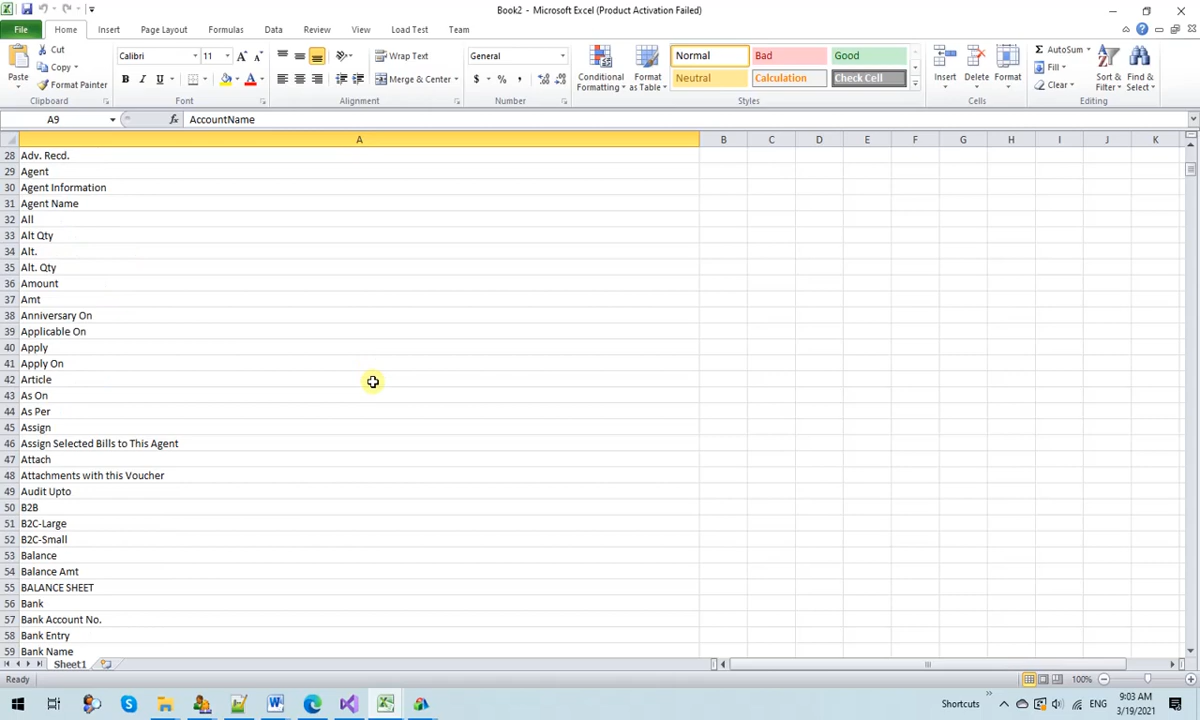 Book2 - Microsoft Excel (Product Activation Failed)
File Home Insert Page Layout Formulas Data Review View Load Test Team
Paste
Cut
Copy
Format Painter
Clipboard
Calibri 11
B I U
Font
Wrap Text
Merge & Center
Alignment
General
$ % ,
Number
Conditional Formatting
Format as Table
Normal Bad Good
Neutral Calculation Check Cell
Styles
Insert Delete Format
Cells
Σ AutoSum
Fill
Clear
Sort & Filter
Find & Select
Editing
A9 fx AccountName
A B C D E F G H I J K
28 Adv. Recd.
29 Agent
30 Agent Information
31 Agent Name
32 All
33 Alt Qty
34 Alt.
35 Alt. Qty
36 Amount
37 Amt
38 Anniversary On
39 Applicable On
40 Apply
41 Apply On
42 Article
43 As On
44 As Per
45 Assign
46 Assign Selected Bills to This Agent
47 Attach
48 Attachments with this Voucher
49 Audit Upto
50 B2B
51 B2C-Large
52 B2C-Small
53 Balance
54 Balance Amt
55 BALANCE SHEET
56 Bank
57 Bank Account No.
58 Bank Entry
59 Bank Name
Sheet1
Ready 100%
Shortcuts ENG 9:03 AM
3/19/2021